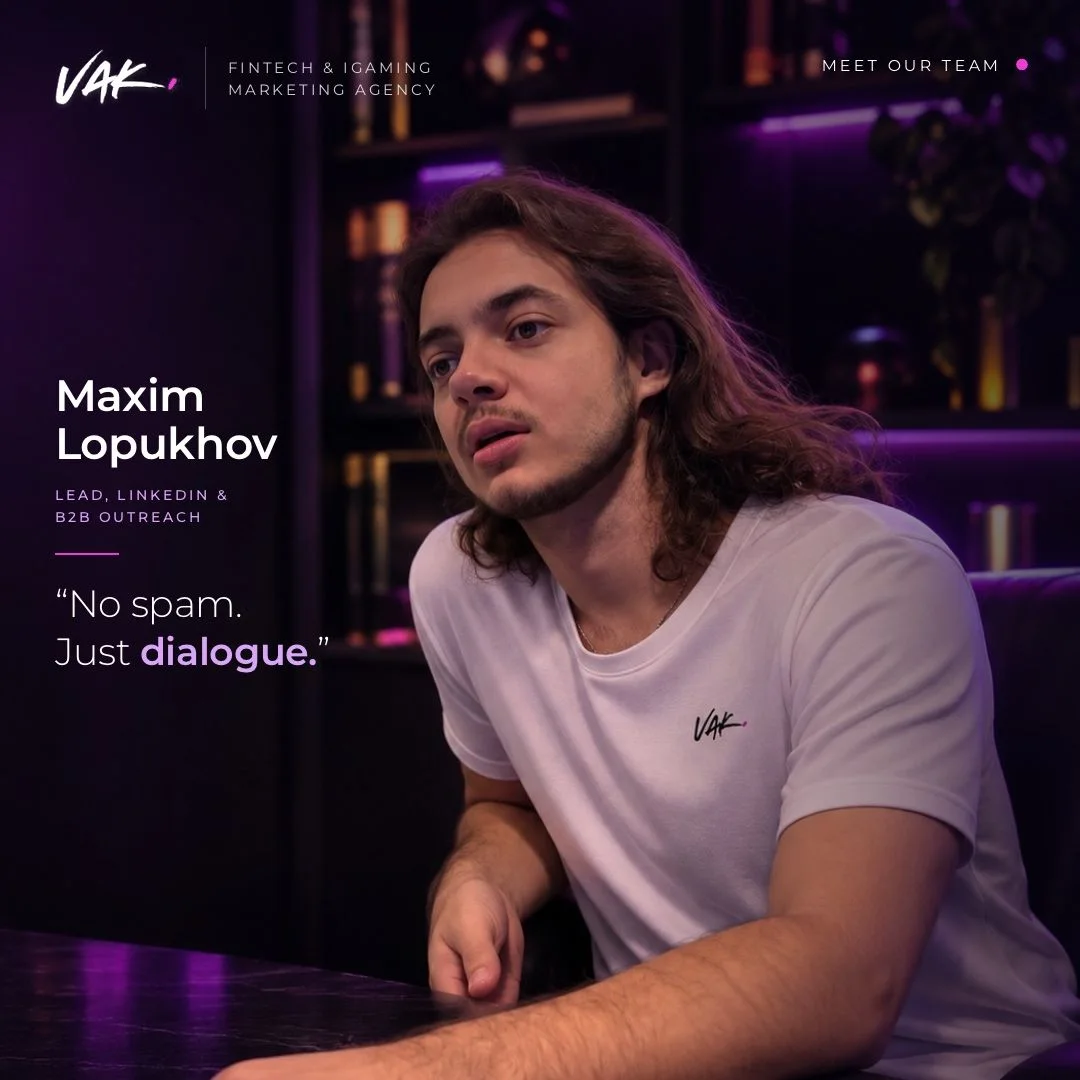 VAK.
FINTECH & IGAMING
MARKETING AGENCY
MEET OUR TEAM
Maxim
Lopukhov
LEAD, LINKEDIN &
B2B OUTREACH
“No spam.
Just dialogue.”
VAK.